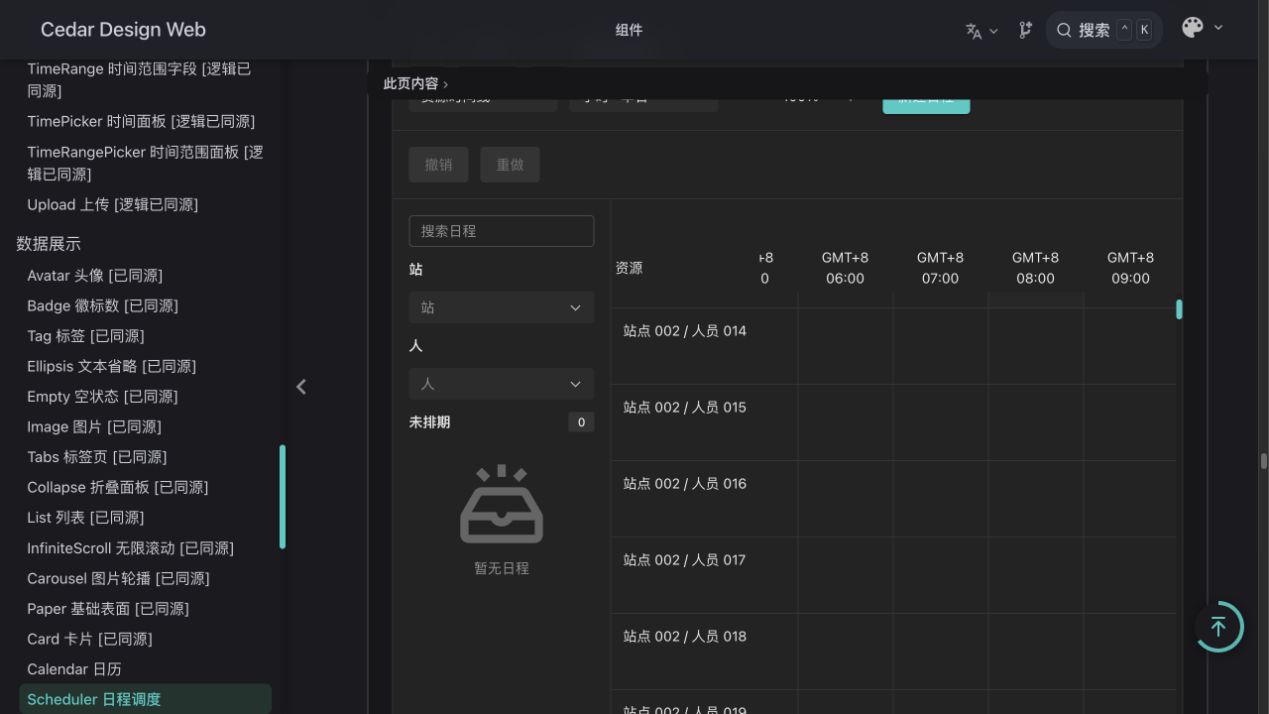 Cedar Design Web
组件
搜索 ^ K
TimeRange 时间范围字段 [逻辑已
同源]
TimePicker 时间面板 [逻辑已同源]
TimeRangePicker 时间范围面板 [逻
辑已同源]
Upload 上传 [逻辑已同源]
数据展示
Avatar 头像 [已同源]
Badge 徽标数 [已同源]
Tag 标签 [已同源]
Ellipsis 文本省略 [已同源]
Empty 空状态 [已同源]
Image 图片 [已同源]
Tabs 标签页 [已同源]
Collapse 折叠面板 [已同源]
List 列表 [已同源]
InfiniteScroll 无限滚动 [已同源]
Carousel 图片轮播 [已同源]
Paper 基础表面 [已同源]
Card 卡片 [已同源]
Calendar 日历
Scheduler 日程调度
此页内容 ›
撤销
重做
搜索日程
站
站
人
人
未排期
0
暂无日程
资源
+8
0
GMT+8
06:00
GMT+8
07:00
GMT+8
08:00
GMT+8
09:00
站点 002 / 人员 014
站点 002 / 人员 015
站点 002 / 人员 016
站点 002 / 人员 017
站点 002 / 人员 018
站点 002 / 人员 019